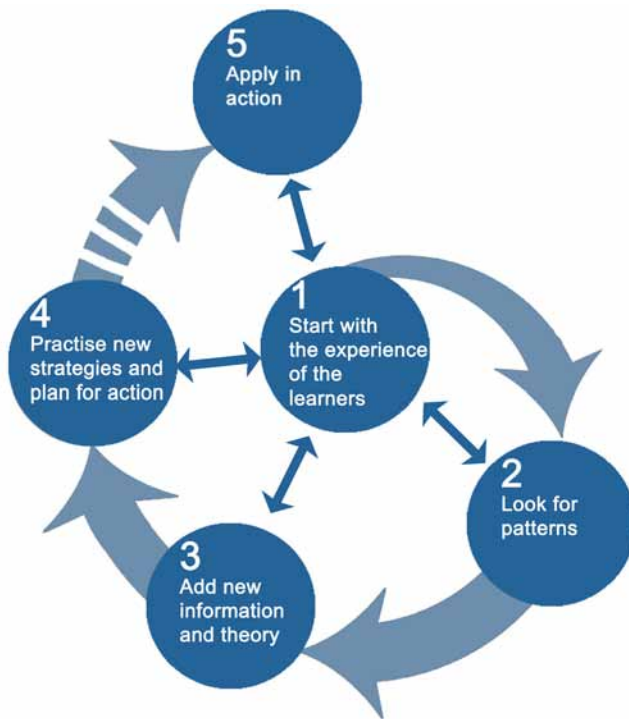 5
Apply in
action
1
Start with
the experience
of the
learners
2
Look for
patterns
3
Add new
information
and theory
4
Practise new
strategies and
plan for action